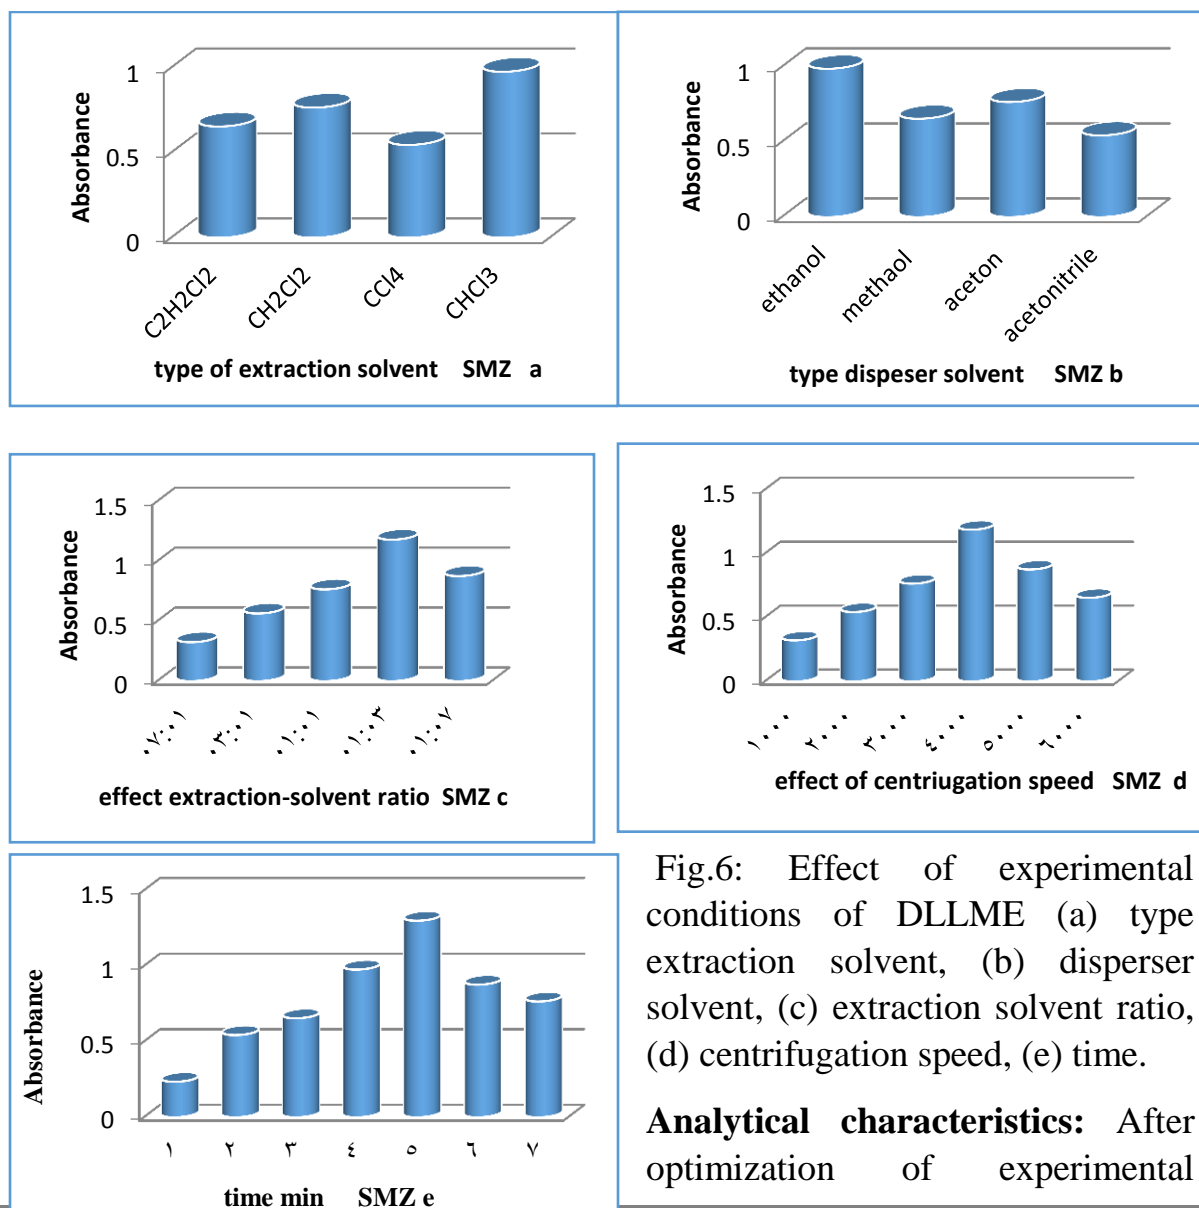 Absorbance
1
0.5
0
C2H2Cl2
CH2Cl2
CCl4
CHCl3
type of extraction solvent SMZ a
Absorbance
1
0.5
0
ethanol
methaol
aceton
acetonitrile
type dispeser solvent SMZ b
Absorbance
1.5
1
0.5
0
٠٧:٠٠١
٠٣:٠٠١
٠١:٠٠١
٠١:٠٠٣
٠١:٠٠٧
effect extraction-solvent ratio SMZ c
Absorbance
1.5
1
0.5
0
١٠٠٠
٢٠٠٠
٣٠٠٠
٤٠٠٠
٥٠٠٠
٦٠٠٠
effect of centriugation speed SMZ d
Absorbance
1.5
1
0.5
0
١
٢
٣
٤
٥
٦
٧
time min SMZ e
Fig.6: Effect of experimental
conditions of DLLME (a) type
extraction solvent, (b) disperser
solvent, (c) extraction solvent ratio,
(d) centrifugation speed, (e) time.
Analytical characteristics: After
optimization of experimental